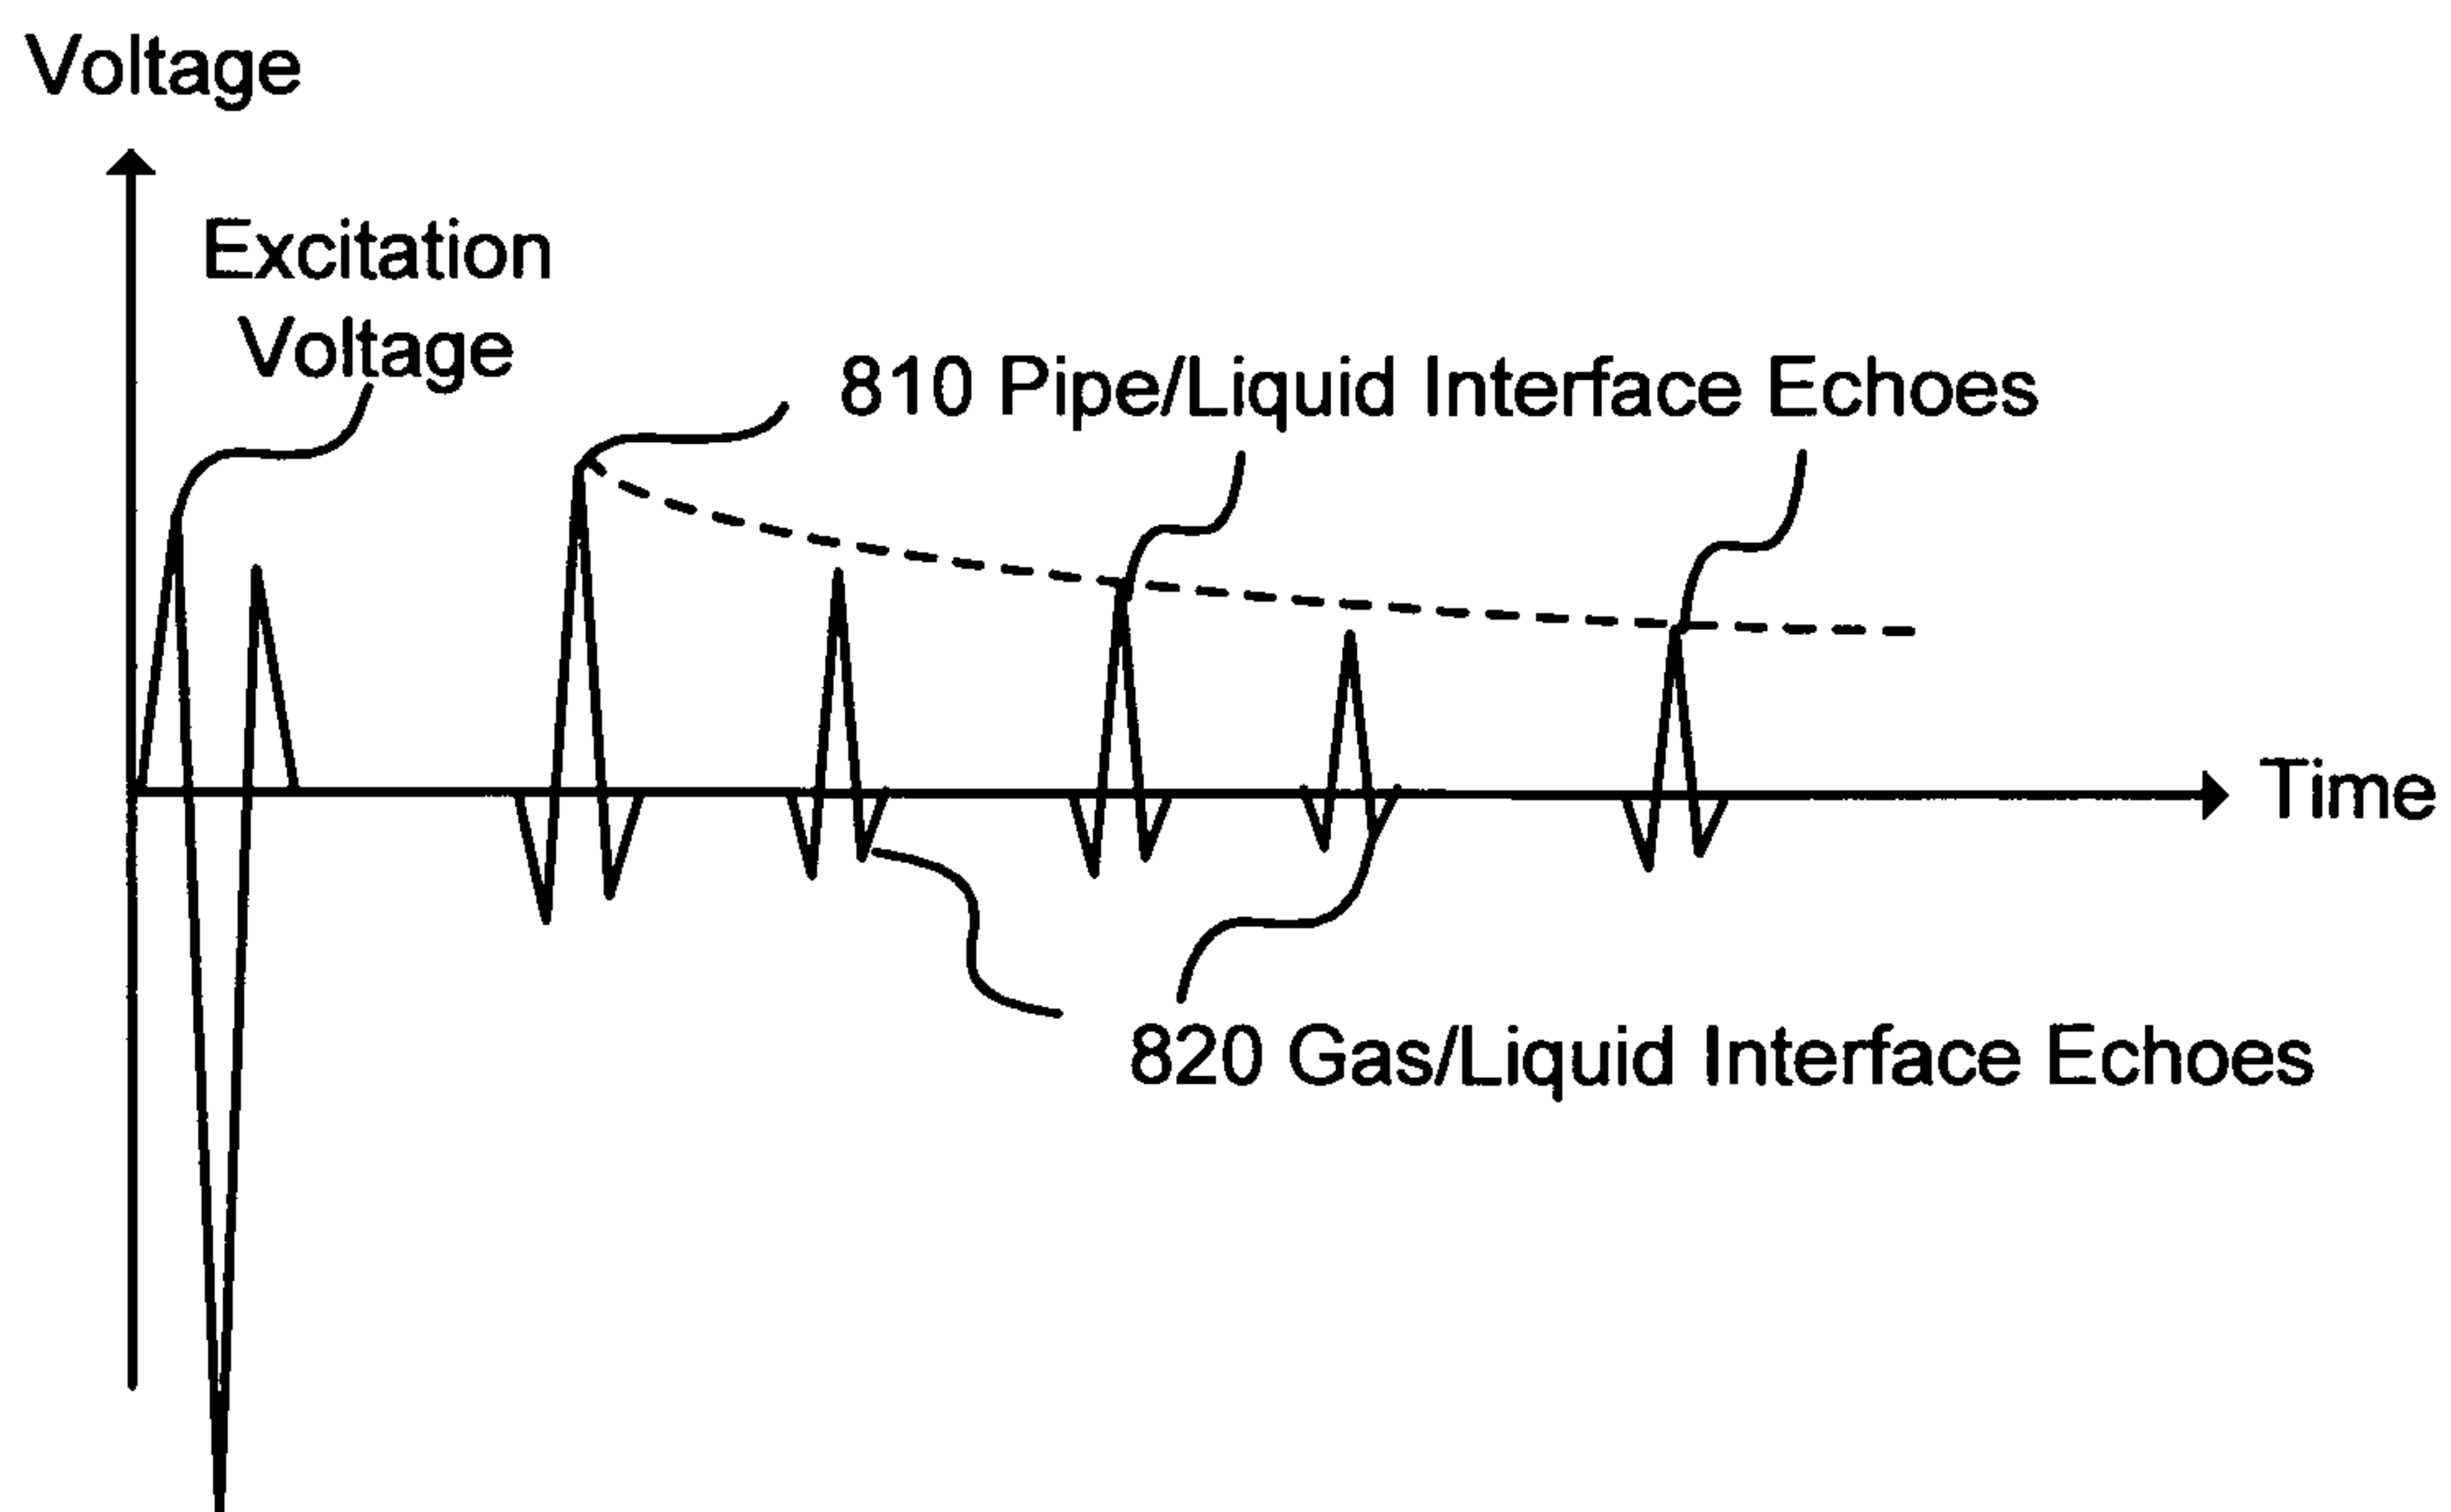 Voltage
Excitation
Voltage
810 Pipe/Liquid Interface Echoes
Time
820 Gas/Liquid Interface Echoes